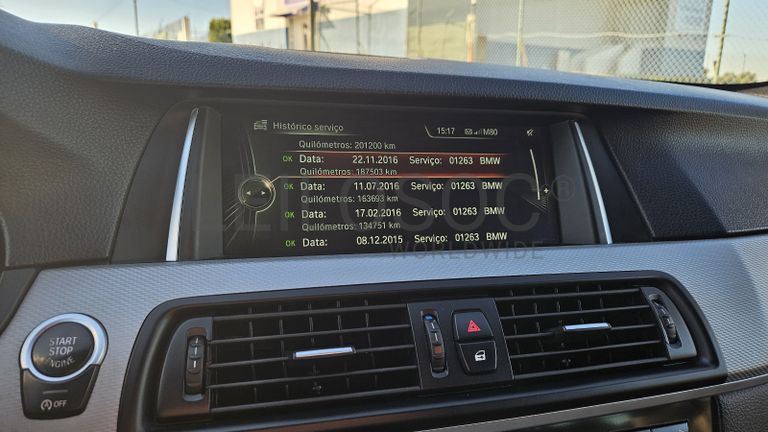 Histórico serviço
15:17 M80
Quilómetros: 201200 km
OK Data: 22.11.2016 Serviço: 01263 BMW
Quilómetros: 187503 km
OK Data: 11.07.2016 Serviço: 01263 BMW
Quilómetros: 163693 km
OK Data: 17.02.2016 Serviço: 01263 BMW
Quilómetros: 134751 km
OK Data: 08.12.2015 Serviço: 01263 BMW
LEILOSOC®
WORLDWIDE
START
STOP
ENGINE
OFF